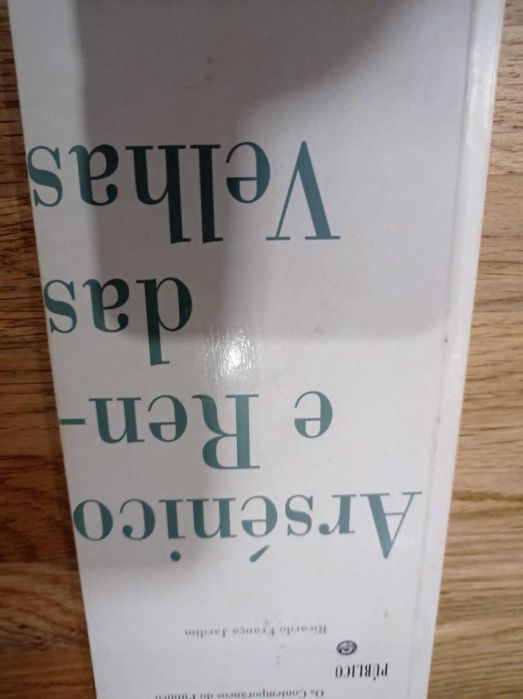 Os Contemporâneos do Público
PÚBLICO
Ricardo França Jardim
Arsénico
e Ren-
das
Velhas